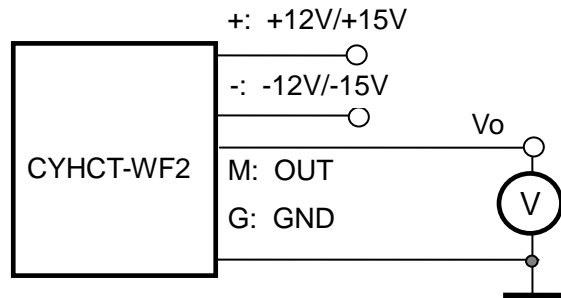 +: +12V/+15V
-: -12V/-15V
Vo
CYHCT-WF2
M: OUT
V
G: GND